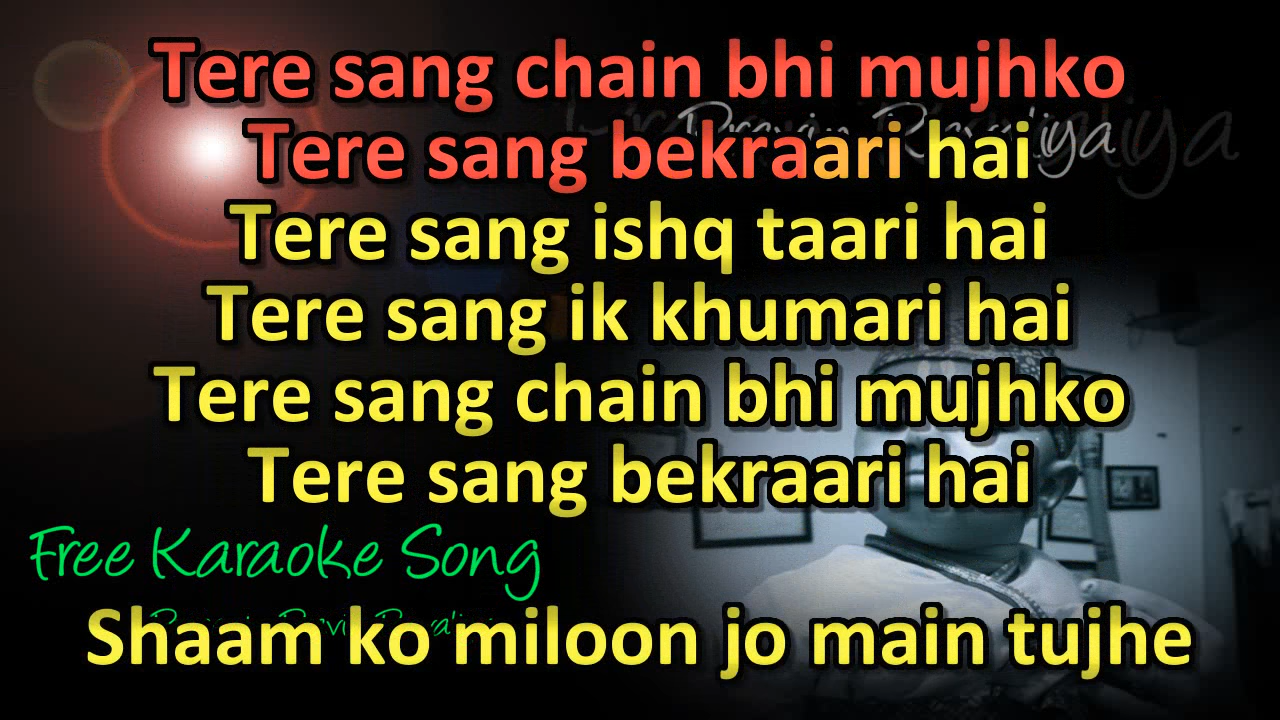 Tere sang chain bhi mujhko
Tere sang bekraari hai
Tere sang ishq taari hai
Tere sang ik khumari hai
Tere sang chain bhi mujhko
Tere sang bekraari hai
Free Karaoke Song
Shaam ko miloon jo main tujhe